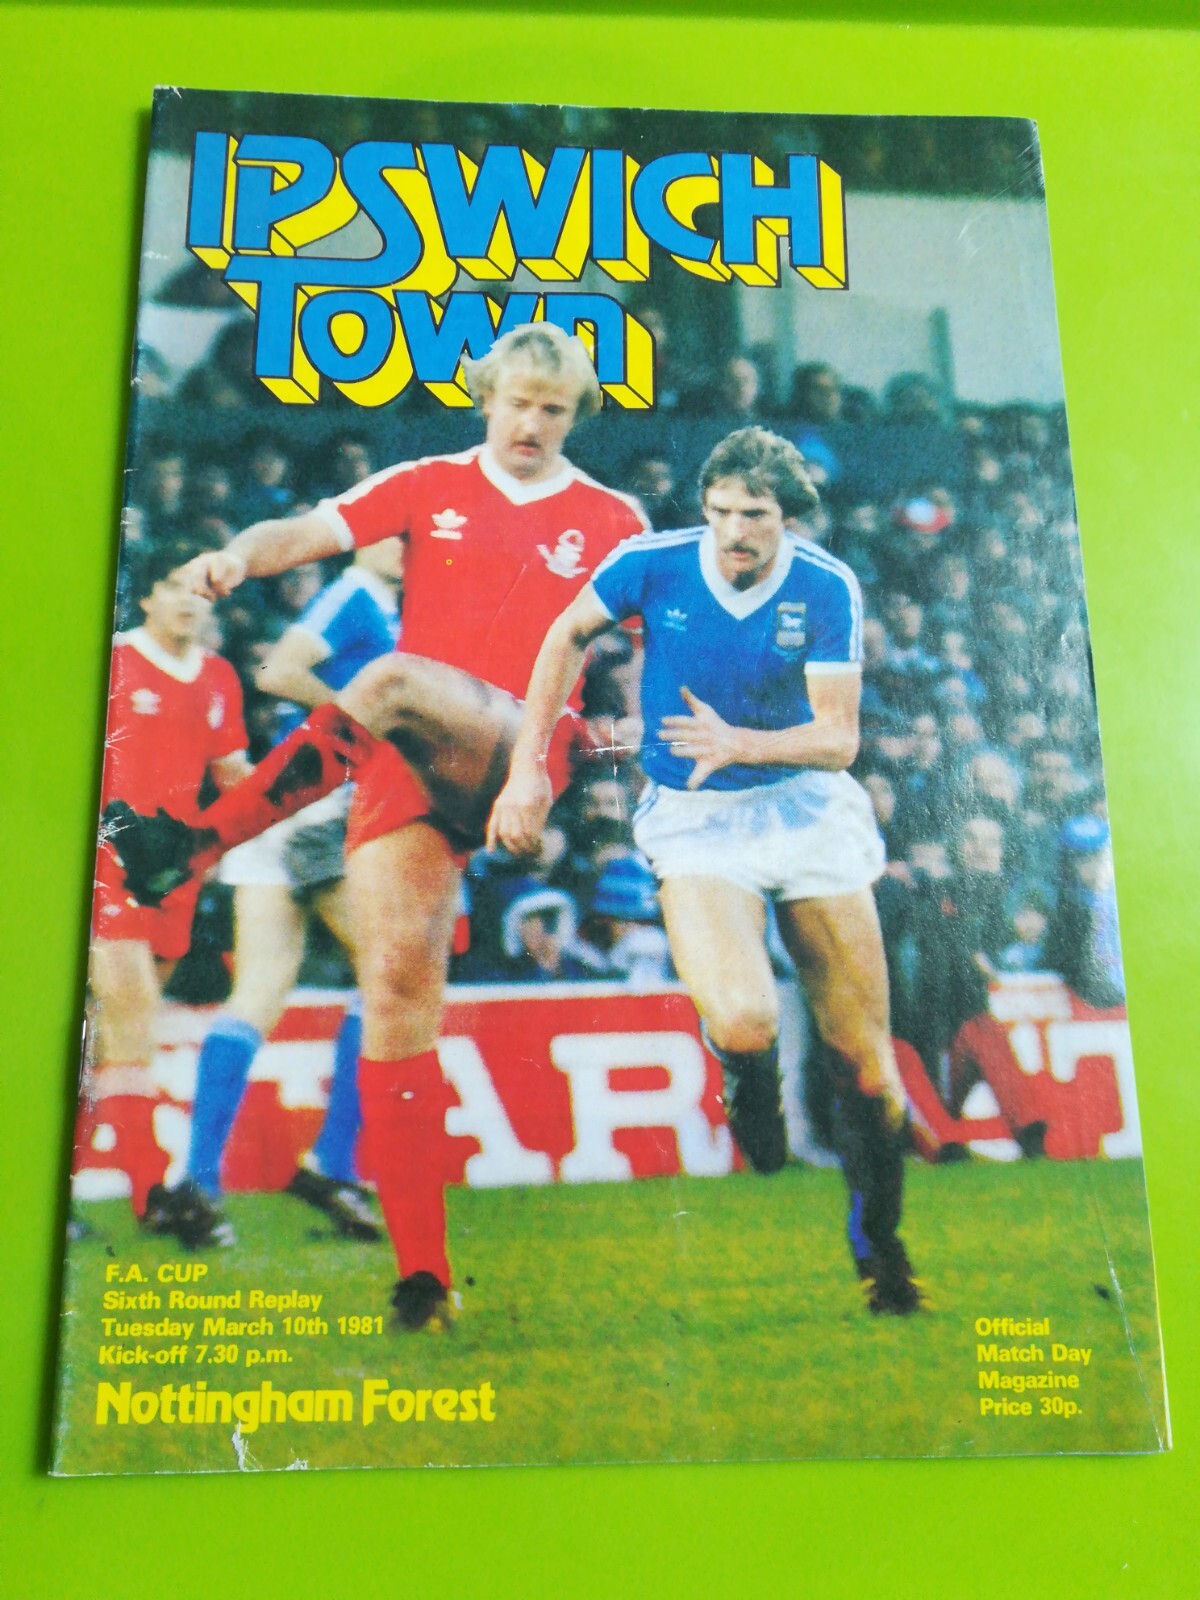 IPSWICH
TOWN
STAR
T
F.A. CUP
Sixth Round Replay
Tuesday March 10th 1981
Kick-off 7.30 p.m.
Nottingham Forest
Official
Match Day
Magazine
Price 30p.